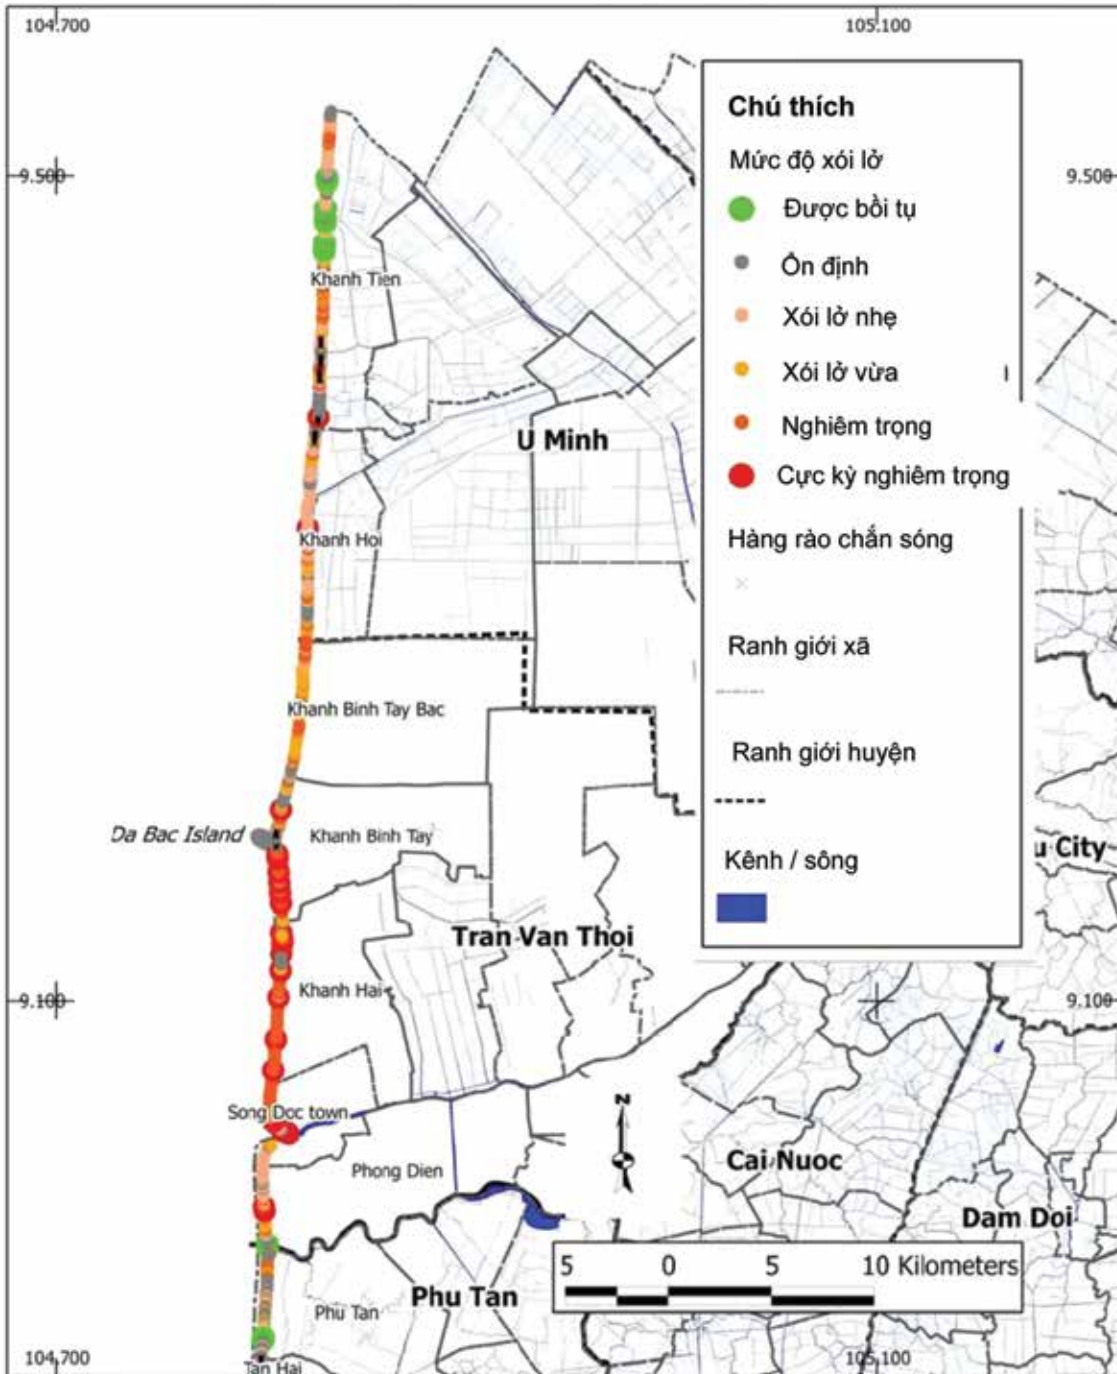 104.700
105.100
Chú thích
Mức độ xói lở
9.500
9.500
Được bồi tụ
Ổn định
Khanh Tien
Xói lở nhẹ
Xói lở vừa
Nghiêm trọng
U Minh
Cực kỳ nghiêm trọng
Khanh Hoi
Hàng rào chắn sóng
Ranh giới xã
Khanh Binh Tay Bac
Ranh giới huyện
Da Bac Island
Khanh Binh Tay
u City
Kênh / sông
Tran Van Thoi
Khanh Hai
9.100
9.100
Song Doc town
N
Phong Dien
Cai Nuoc
Dam Doi
5 0 5 10 Kilometers
Phu Tan
Phu Tan
104.700
105.100
Tan Hai